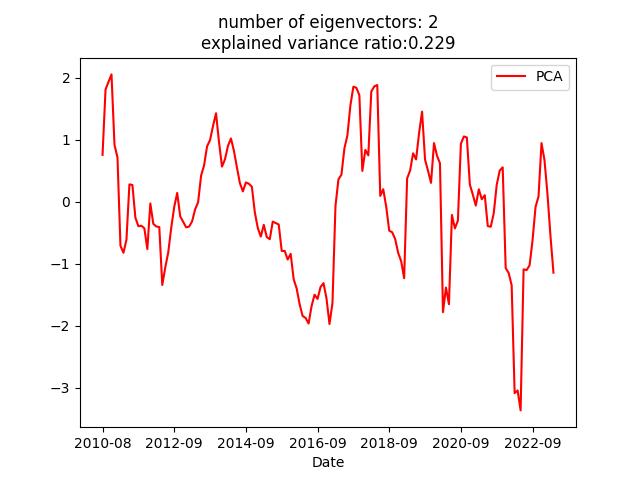 number of eigenvectors: 2
explained variance ratio:0.229
PCA
2
1
0
−1
−2
−3
2010-08 2012-09 2014-09 2016-09 2018-09 2020-09 2022-09
Date